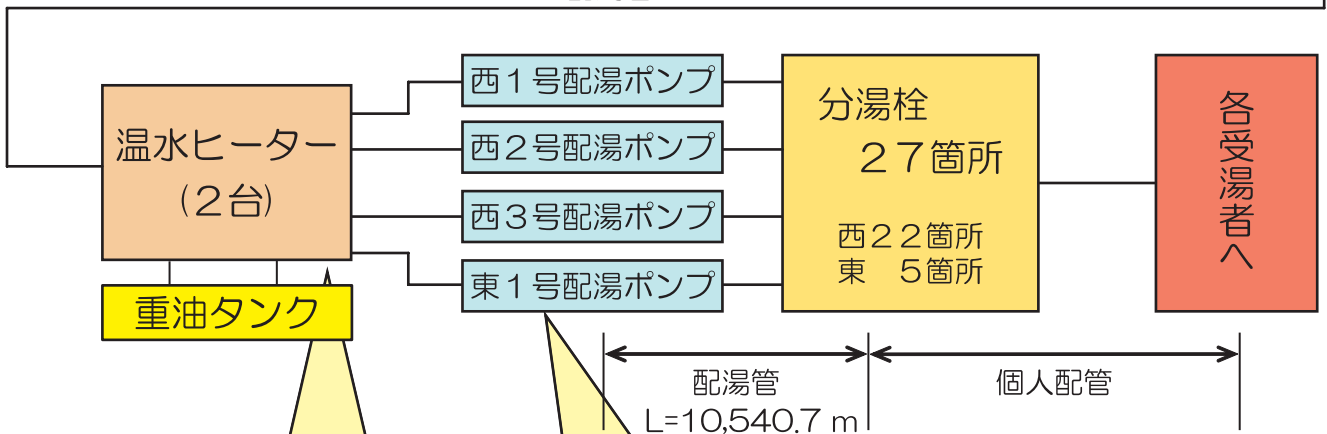 温水ヒーター
(２台)
重油タンク
西１号配湯ポンプ
西２号配湯ポンプ
西３号配湯ポンプ
東１号配湯ポンプ
分湯栓
２７箇所
西２２箇所
東　５箇所
各受湯者へ
配湯管
L=10,540.7 m
個人配管